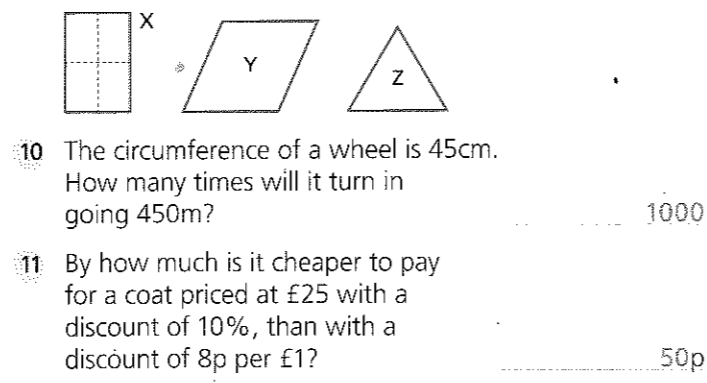 X
Y
Z
10 The circumference of a wheel is 45cm.
How many times will it turn in
going 450m? 1000
11 By how much is it cheaper to pay
for a coat priced at £25 with a
discount of 10%, than with a
discount of 8p per £1? 50p